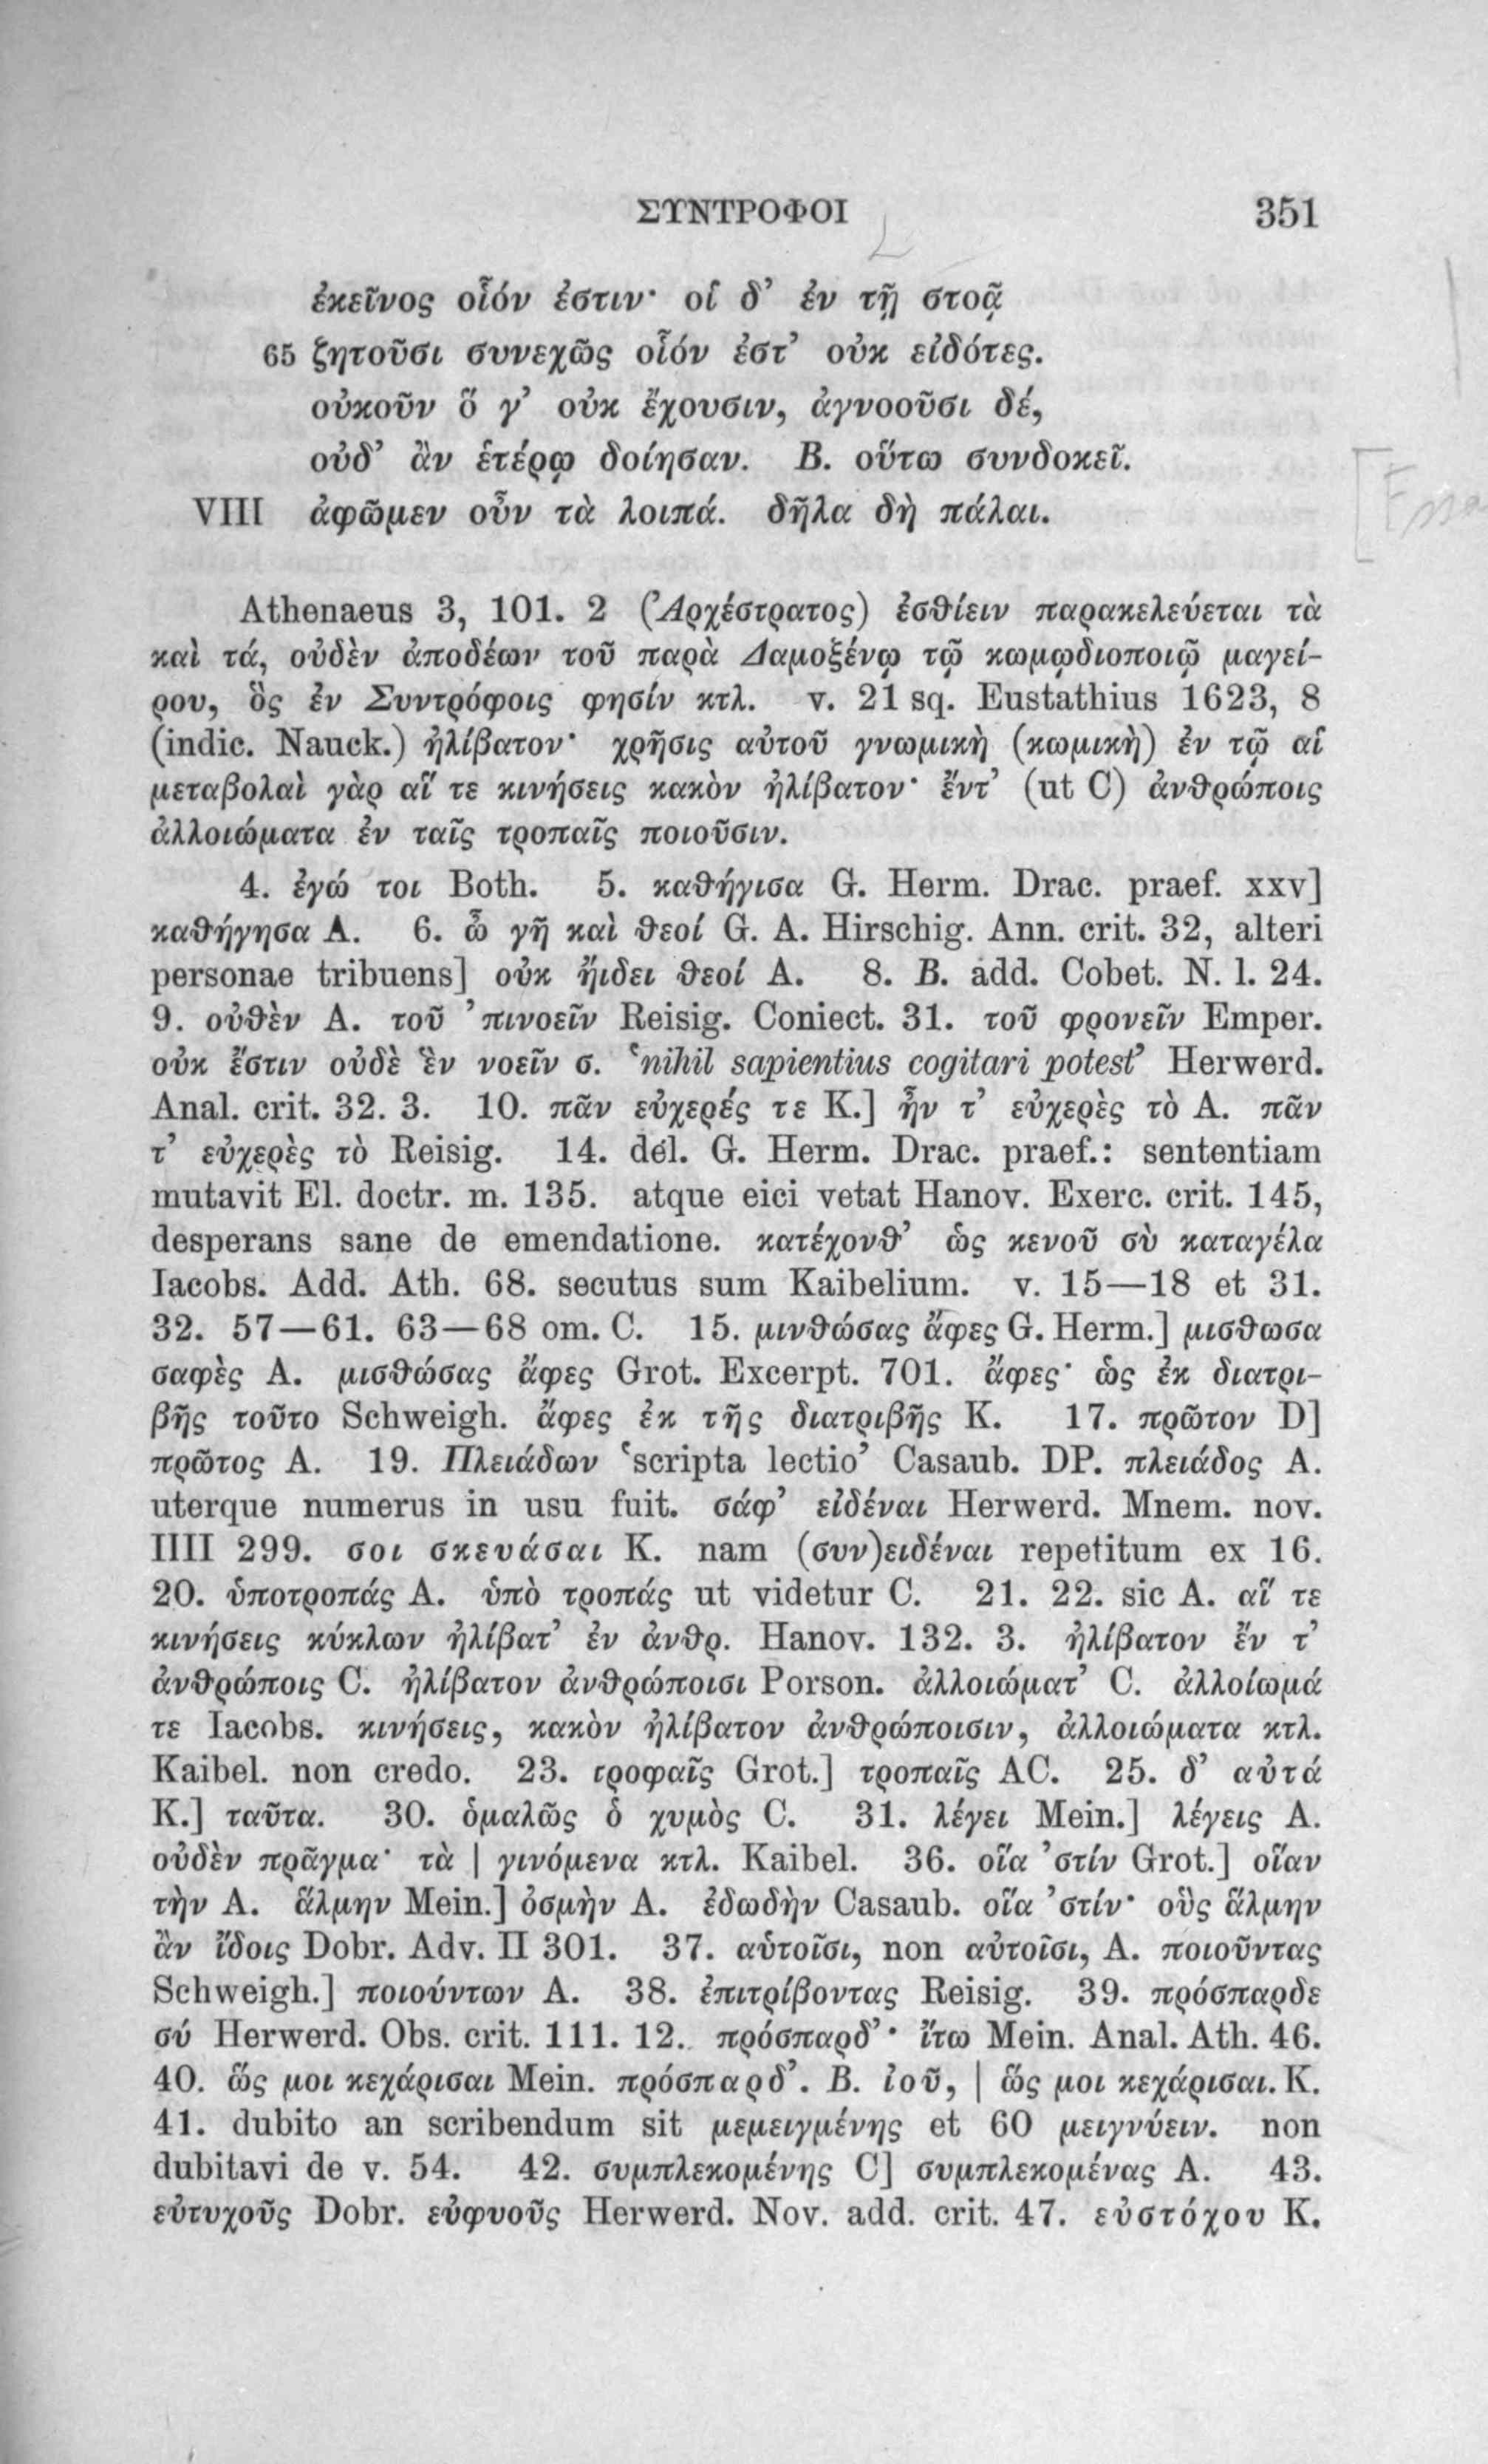 ΣΥΝΤΡΟΦΟΙ 351
ἐκεῖνος οἷόν ἐστιν· οἱ δ’ ἐν τῇ στοᾷ
65 ζητοῦσι συνεχῶς οἷόν ἐστ’ οὐκ εἰδότες.
οὐκοῦν ὅ γ’ οὐκ ἔχουσιν, ἀγνοοῦσι δέ,
οὐδ’ ἂν ἑτέρῳ δοίησαν. B. οὕτω συνδοκεῖ.
VIII ἀφῶμεν οὖν τὰ λοιπά. δῆλα δὴ πάλαι.
Athenaeus 3, 101. 2 (Ἀρχέστρατος) ἐσθίειν παρακελεύεται τὰ
καὶ τά, οὐδὲν ἀποδέων τοῦ παρὰ Δαμοξένῳ τῷ κωμῳδιοποιῷ μαγεί-
ρου, ὃς ἐν Συντρόφοις φησίν κτλ. v. 21 sq. Eustathius 1623, 8
(indic. Nauck.) ἠλίβατον· χρῆσις αὐτοῦ γνωμικὴ (κωμικὴ) ἐν τῷ αἱ
μεταβολαὶ γὰρ αἵ τε κινήσεις κακὸν ἠλίβατον· ἔντ’ (ut C) ἀνθρώποις
ἀλλοιώματα ἐν ταῖς τροπαῖς ποιοῦσιν.
4. ἐγώ τοι Both. 5. καθήγισα G. Herm. Drac. praef. xxv]
καθήγησα A. 6. ὦ γῆ καὶ θεοί G. A. Hirschig. Ann. crit. 32, alteri
personae tribuens] οὐκ ἤιδει θεοί A. 8. B. add. Cobet. N. l. 24.
9. οὐθὲν A. τοῦ ’πινοεῖν Reisig. Coniect. 31. τοῦ φρονεῖν Emper.
οὐκ ἔστιν οὐδὲ ἓν νοεῖν σ. ‘nihil sapientius cogitari potest’ Herwerd.
Anal. crit. 32. 3. 10. πᾶν εὐχερές τε K.] ἦν τ’ εὐχερὲς τὸ A. πᾶν
τ’ εὐχερὲς τὸ Reisig. 14. del. G. Herm. Drac. praef.: sententiam
mutavit El. doctr. m. 135. atque eici vetat Hanov. Exerc. crit. 145,
desperans sane de emendatione. κατέχονθ’ ὡς κενοῦ σὺ καταγέλα
Iacobs. Add. Ath. 68. secutus sum Kaibelium. v. 15—18 et 31.
32. 57—61. 63—68 om. C. 15. μινθώσας ἄφες G. Herm.] μισθωσα
σαφὲς A. μισθώσας ἄφες Grot. Excerpt. 701. ἄφες· ὡς ἐκ διατρι-
βῆς τοῦτο Schweigh. ἄφες ἐκ τῆς διατριβῆς K. 17. πρῶτον D]
πρῶτος A. 19. Πλειάδων ‘scripta lectio’ Casaub. DP. πλειάδος A.
uterque numerus in usu fuit. σάφ’ εἰδέναι Herwerd. Mnem. nov.
IIII 299. σοι σκευάσαι K. nam (συν)ειδέναι repetitum ex 16.
20. ὑποτροπάς A. ὑπὸ τροπάς ut videtur C. 21. 22. sic A. αἵ τε
κινήσεις κύκλων ἠλίβατ’ ἐν ἀνθρ. Hanov. 132. 3. ἠλίβατον ἔν τ’
ἀνθρώποις C. ἠλίβατον ἀνθρώποισι Porson. ἀλλοιώματ’ C. ἀλλοίωμά
τε Iacobs. κινήσεις, κακὸν ἠλίβατον ἀνθρώποισιν, ἀλλοιώματα κτλ.
Kaibel. non credo. 23. τροφαῖς Grot.] τροπαῖς AC. 25. δ’ αὐτά
K.] ταῦτα. 30. ὁμαλῶς ὁ χυμὸς C. 31. λέγει Mein.] λέγεις A.
οὐδὲν πρᾶγμα· τὰ | γινόμενα κτλ. Kaibel. 36. οἵα ’στίν Grot.] οἵαν
τὴν A. ἅλμην Mein.] ὀσμὴν A. ἐδωδὴν Casaub. οἵα ’στίν· οὓς ἅλμην
ἂν ἴδοις Dobr. Adv. II 301. 37. αὑτοῖσι, non αὐτοῖσι, A. ποιοῦντας
Schweigh.] ποιούντων A. 38. ἐπιτρίβοντας Reisig. 39. πρόσπαρδε
σύ Herwerd. Obs. crit. 111. 12. πρόσπαρδ’· ἴτω Mein. Anal. Ath. 46.
40. ὥς μοι κεχάρισαι Mein. πρόσπαρδ’. B. ἰοῦ, | ὥς μοι κεχάρισαι. K.
41. dubito an scribendum sit μεμειγμένης et 60 μειγνύειν. non
dubitavi de v. 54. 42. συμπλεκομένης C] συμπλεκομένας A. 43.
εὐτυχοῦς Dobr. εὐφυοῦς Herwerd. Nov. add. crit. 47. εὐστόχου K.